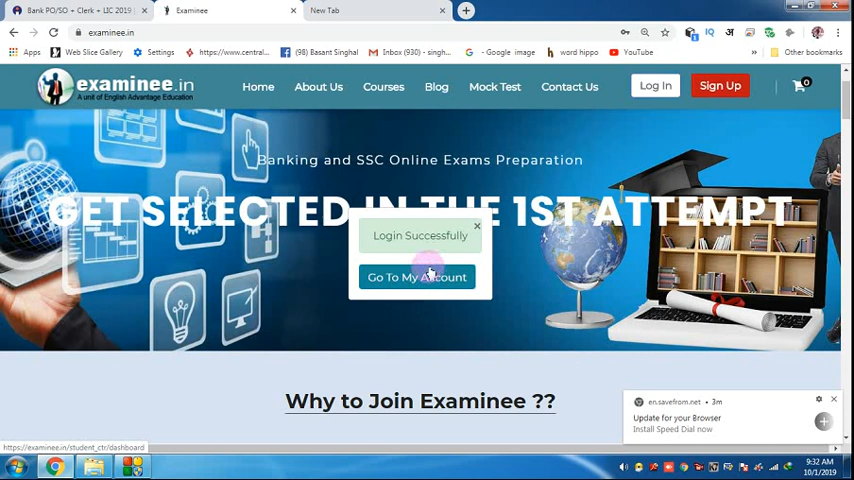 Bank PO/SO + Clerk + LIC 2019 |
Examinee
New Tab
examinee.in
Apps
Web Slice Gallery
Settings
https://www.central...
(98) Basant Singhal
Inbox (930) - singh...
- Google image
word hippo
YouTube
Other bookmarks
examinee.in
A unit of English Advantage Education
Home
About Us
Courses
Blog
Mock Test
Contact Us
Log In
Sign Up
0
Banking and SSC Online Exams Preparation
GET SELECTED IN THE 1ST ATTEMPT
Login Successfully
×
Go To My Account
Why to Join Examinee ??
en.savefrom.net • 3m
Update for your Browser
Install Speed Dial now
https://examinee.in/student_ctr/dashboard
9:32 AM
10/1/2019